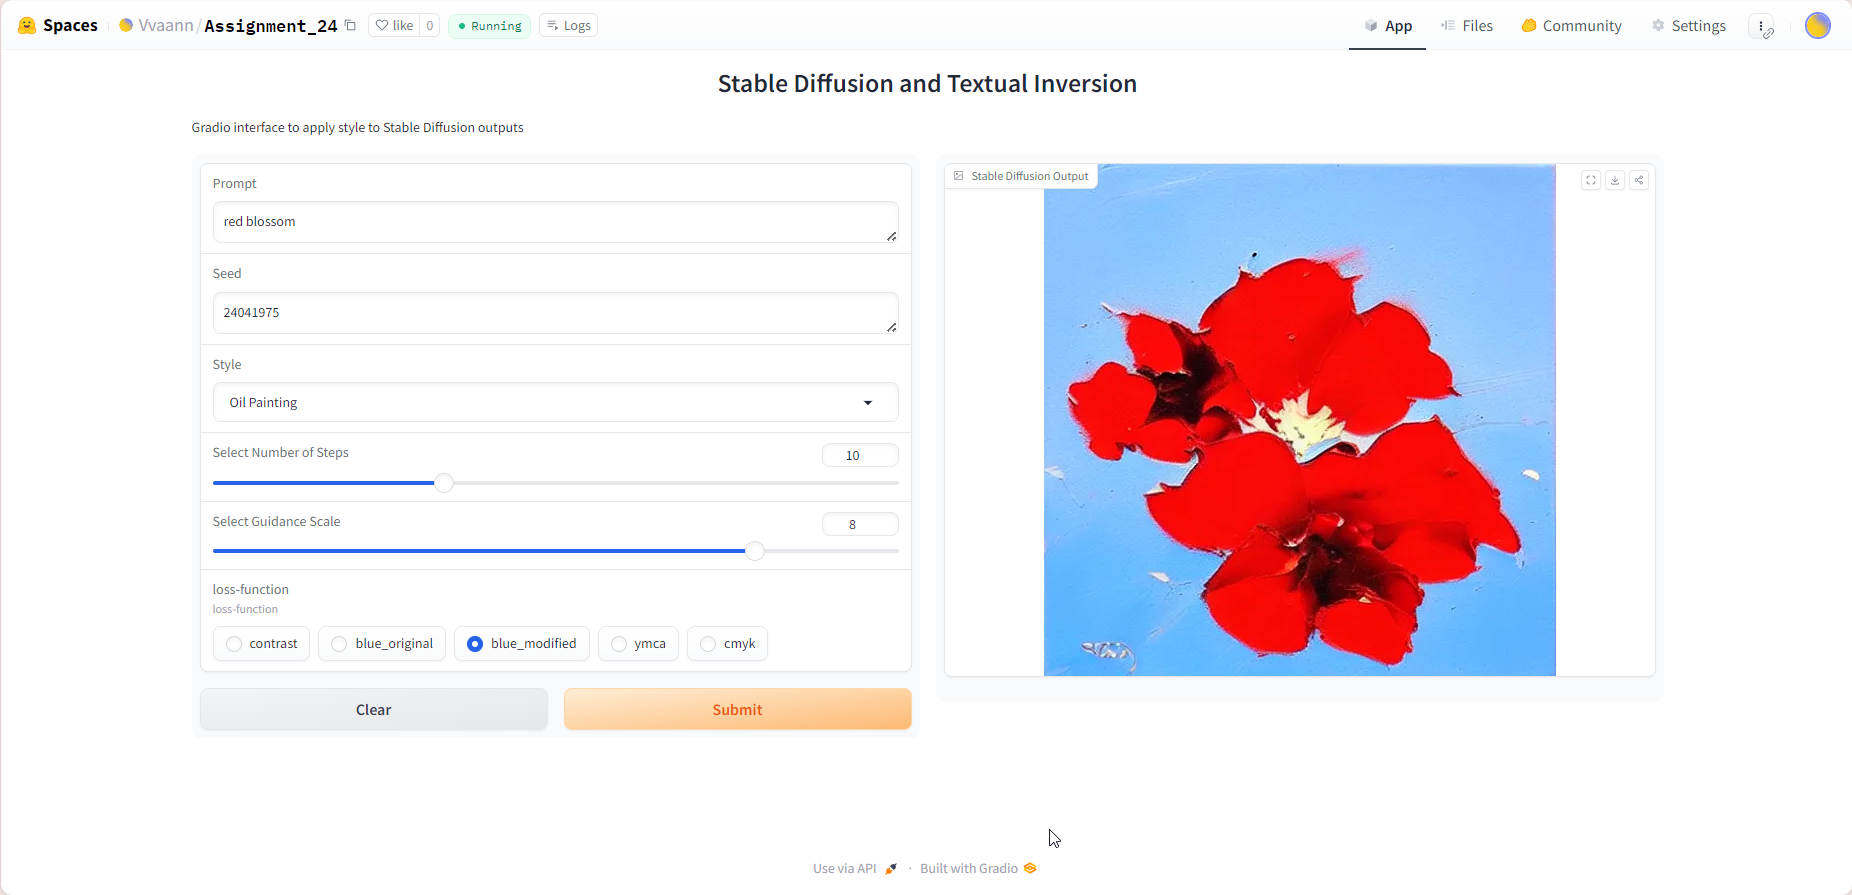 Spaces Vvaann/Assignment_24 like 0 Running Logs App Files Community Settings
Stable Diffusion and Textual Inversion
Gradio interface to apply style to Stable Diffusion outputs
Prompt
red blossom
Seed
24041975
Style
Oil Painting
Select Number of Steps 10
Select Guidance Scale 8
loss-function
loss-function
contrast blue_original blue_modified ymca cmyk
Clear Submit
Stable Diffusion Output
Use via API · Built with Gradio